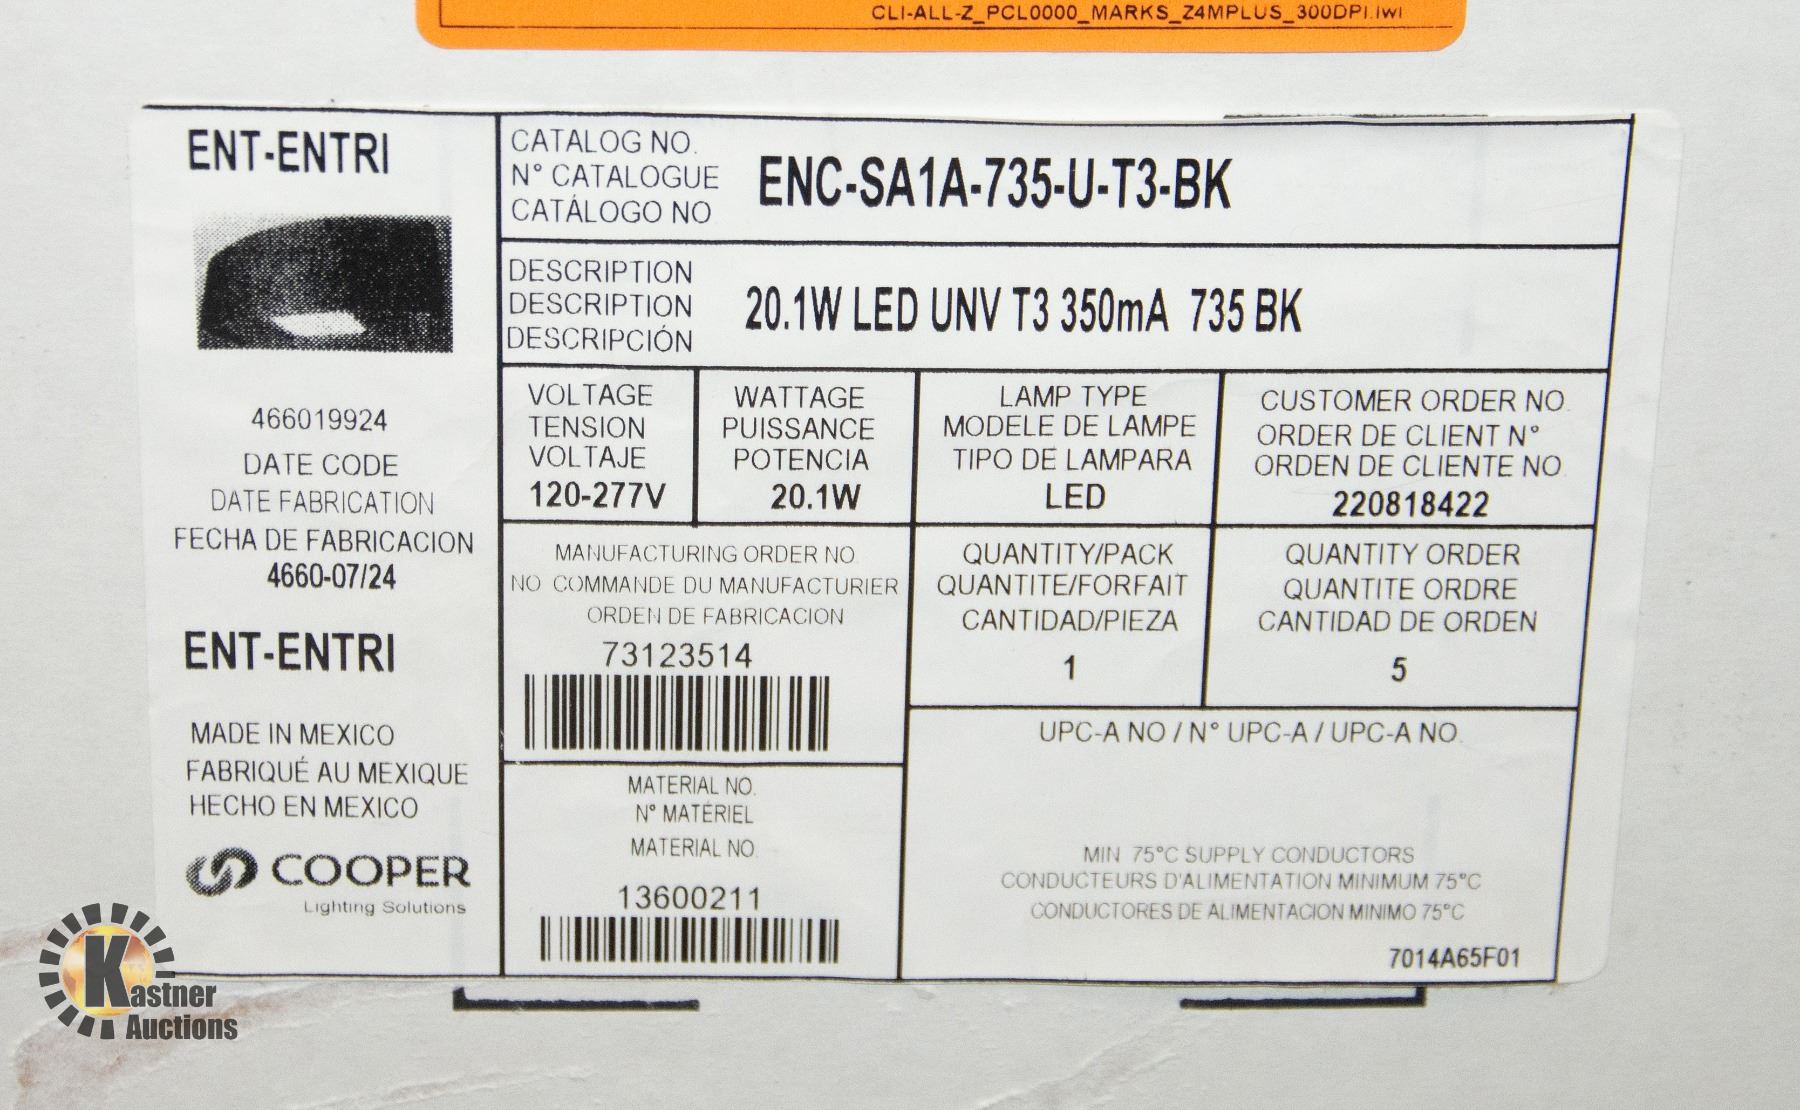 CLI-ALL-Z_PCL0000_MARKS_Z4MPLUS_300DPI.lwl
ENT-ENTRI
466019924
DATE CODE
DATE FABRICATION
FECHA DE FABRICACION
4660-07/24
ENT-ENTRI
MADE IN MEXICO
FABRIQUÉ AU MEXIQUE
HECHO EN MEXICO
COOPER
Lighting Solutions
CATALOG NO.
N° CATALOGUE
CATÁLOGO NO
ENC-SA1A-735-U-T3-BK
DESCRIPTION
DESCRIPTION
DESCRIPCIÓN
20.1W LED UNV T3 350mA 735 BK
VOLTAGE
TENSION
VOLTAJE
120-277V
WATTAGE
PUISSANCE
POTENCIA
20.1W
LAMP TYPE
MODELE DE LAMPE
TIPO DE LAMPARA
LED
CUSTOMER ORDER NO.
ORDER DE CLIENT N°
ORDEN DE CLIENTE NO.
220818422
MANUFACTURING ORDER NO.
NO COMMANDE DU MANUFACTURIER
ORDEN DE FABRICACION
73123514
QUANTITY/PACK
QUANTITE/FORFAIT
CANTIDAD/PIEZA
1
QUANTITY ORDER
QUANTITE ORDRE
CANTIDAD DE ORDEN
5
MATERIAL NO.
N° MATÉRIEL
MATERIAL NO.
13600211
UPC-A NO / N° UPC-A / UPC-A NO.
MIN 75°C SUPPLY CONDUCTORS
CONDUCTEURS D'ALIMENTATION MINIMUM 75°C
CONDUCTORES DE ALIMENTACION MINIMO 75°C
7014A65F01
Kastner
Auctions